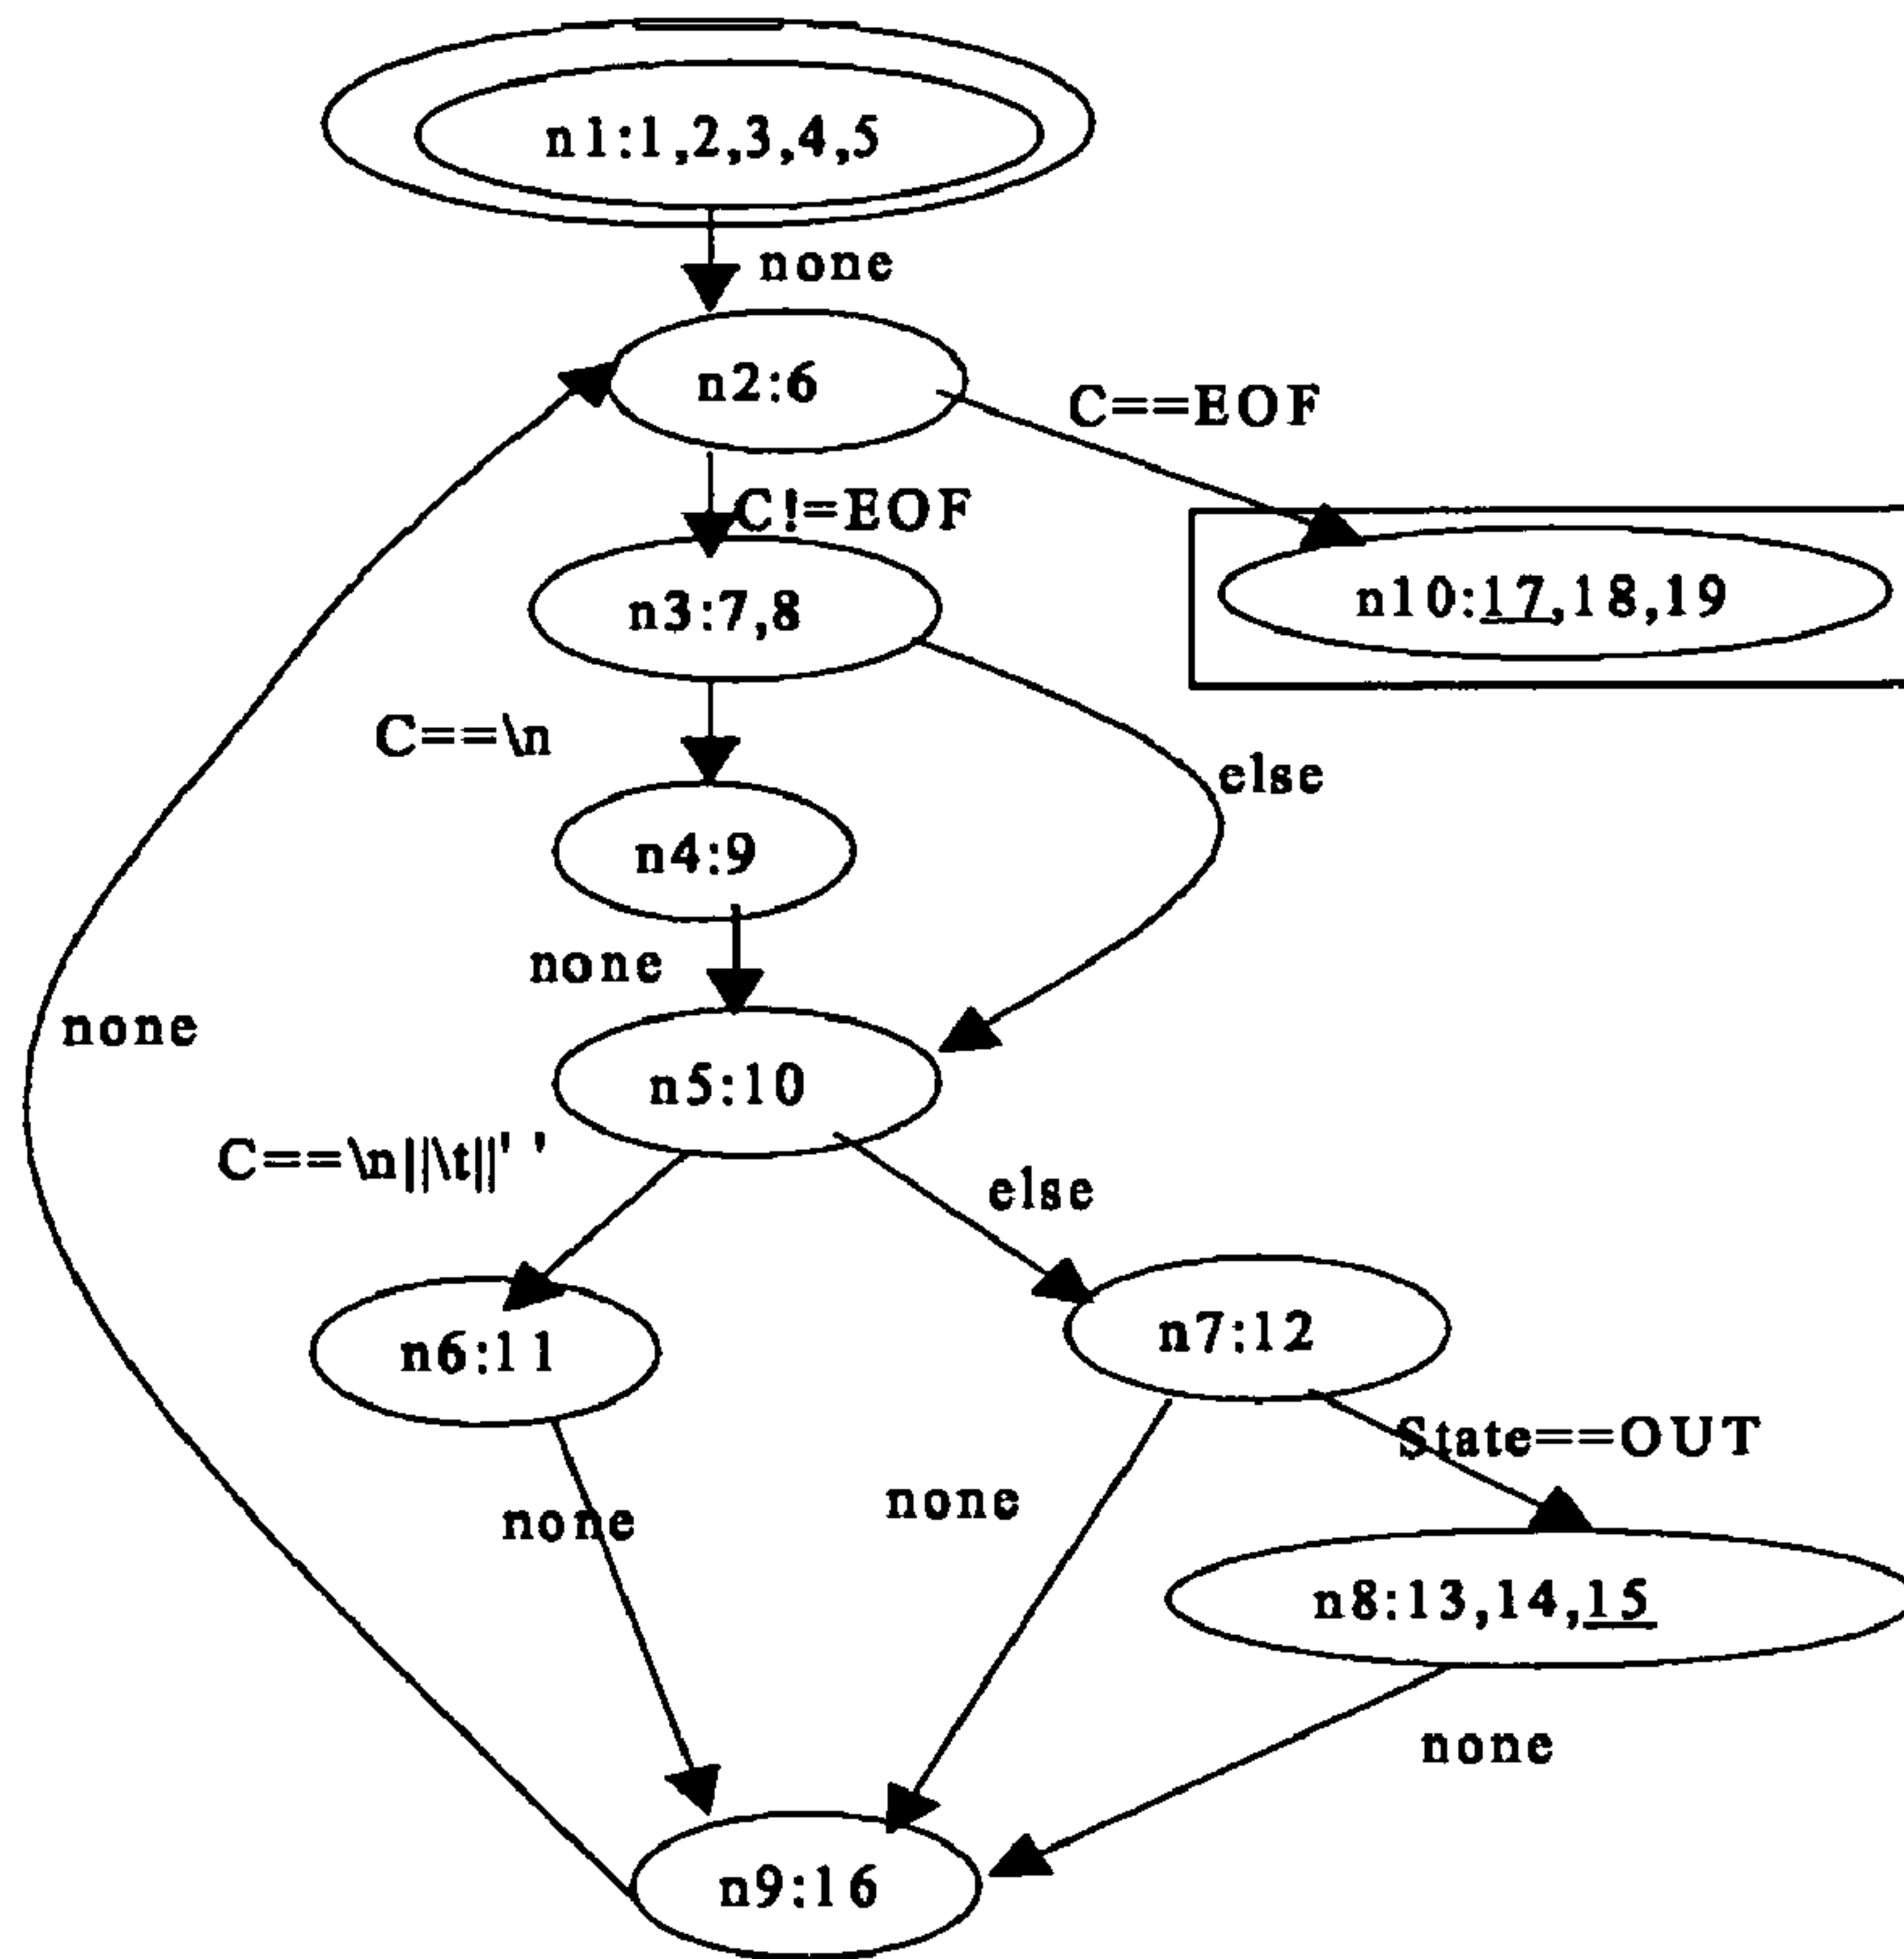 n1:1,2,3,4,5
none
n2:6
C==EOF
C!=EOF
n3:7,8
n10:17,18,19
C==\n
else
n4:9
none
none
n5:10
C==\n||\t||' '
else
n6:11
n7:12
State==OUT
none
none
n8:13,14,15
none
n9:16